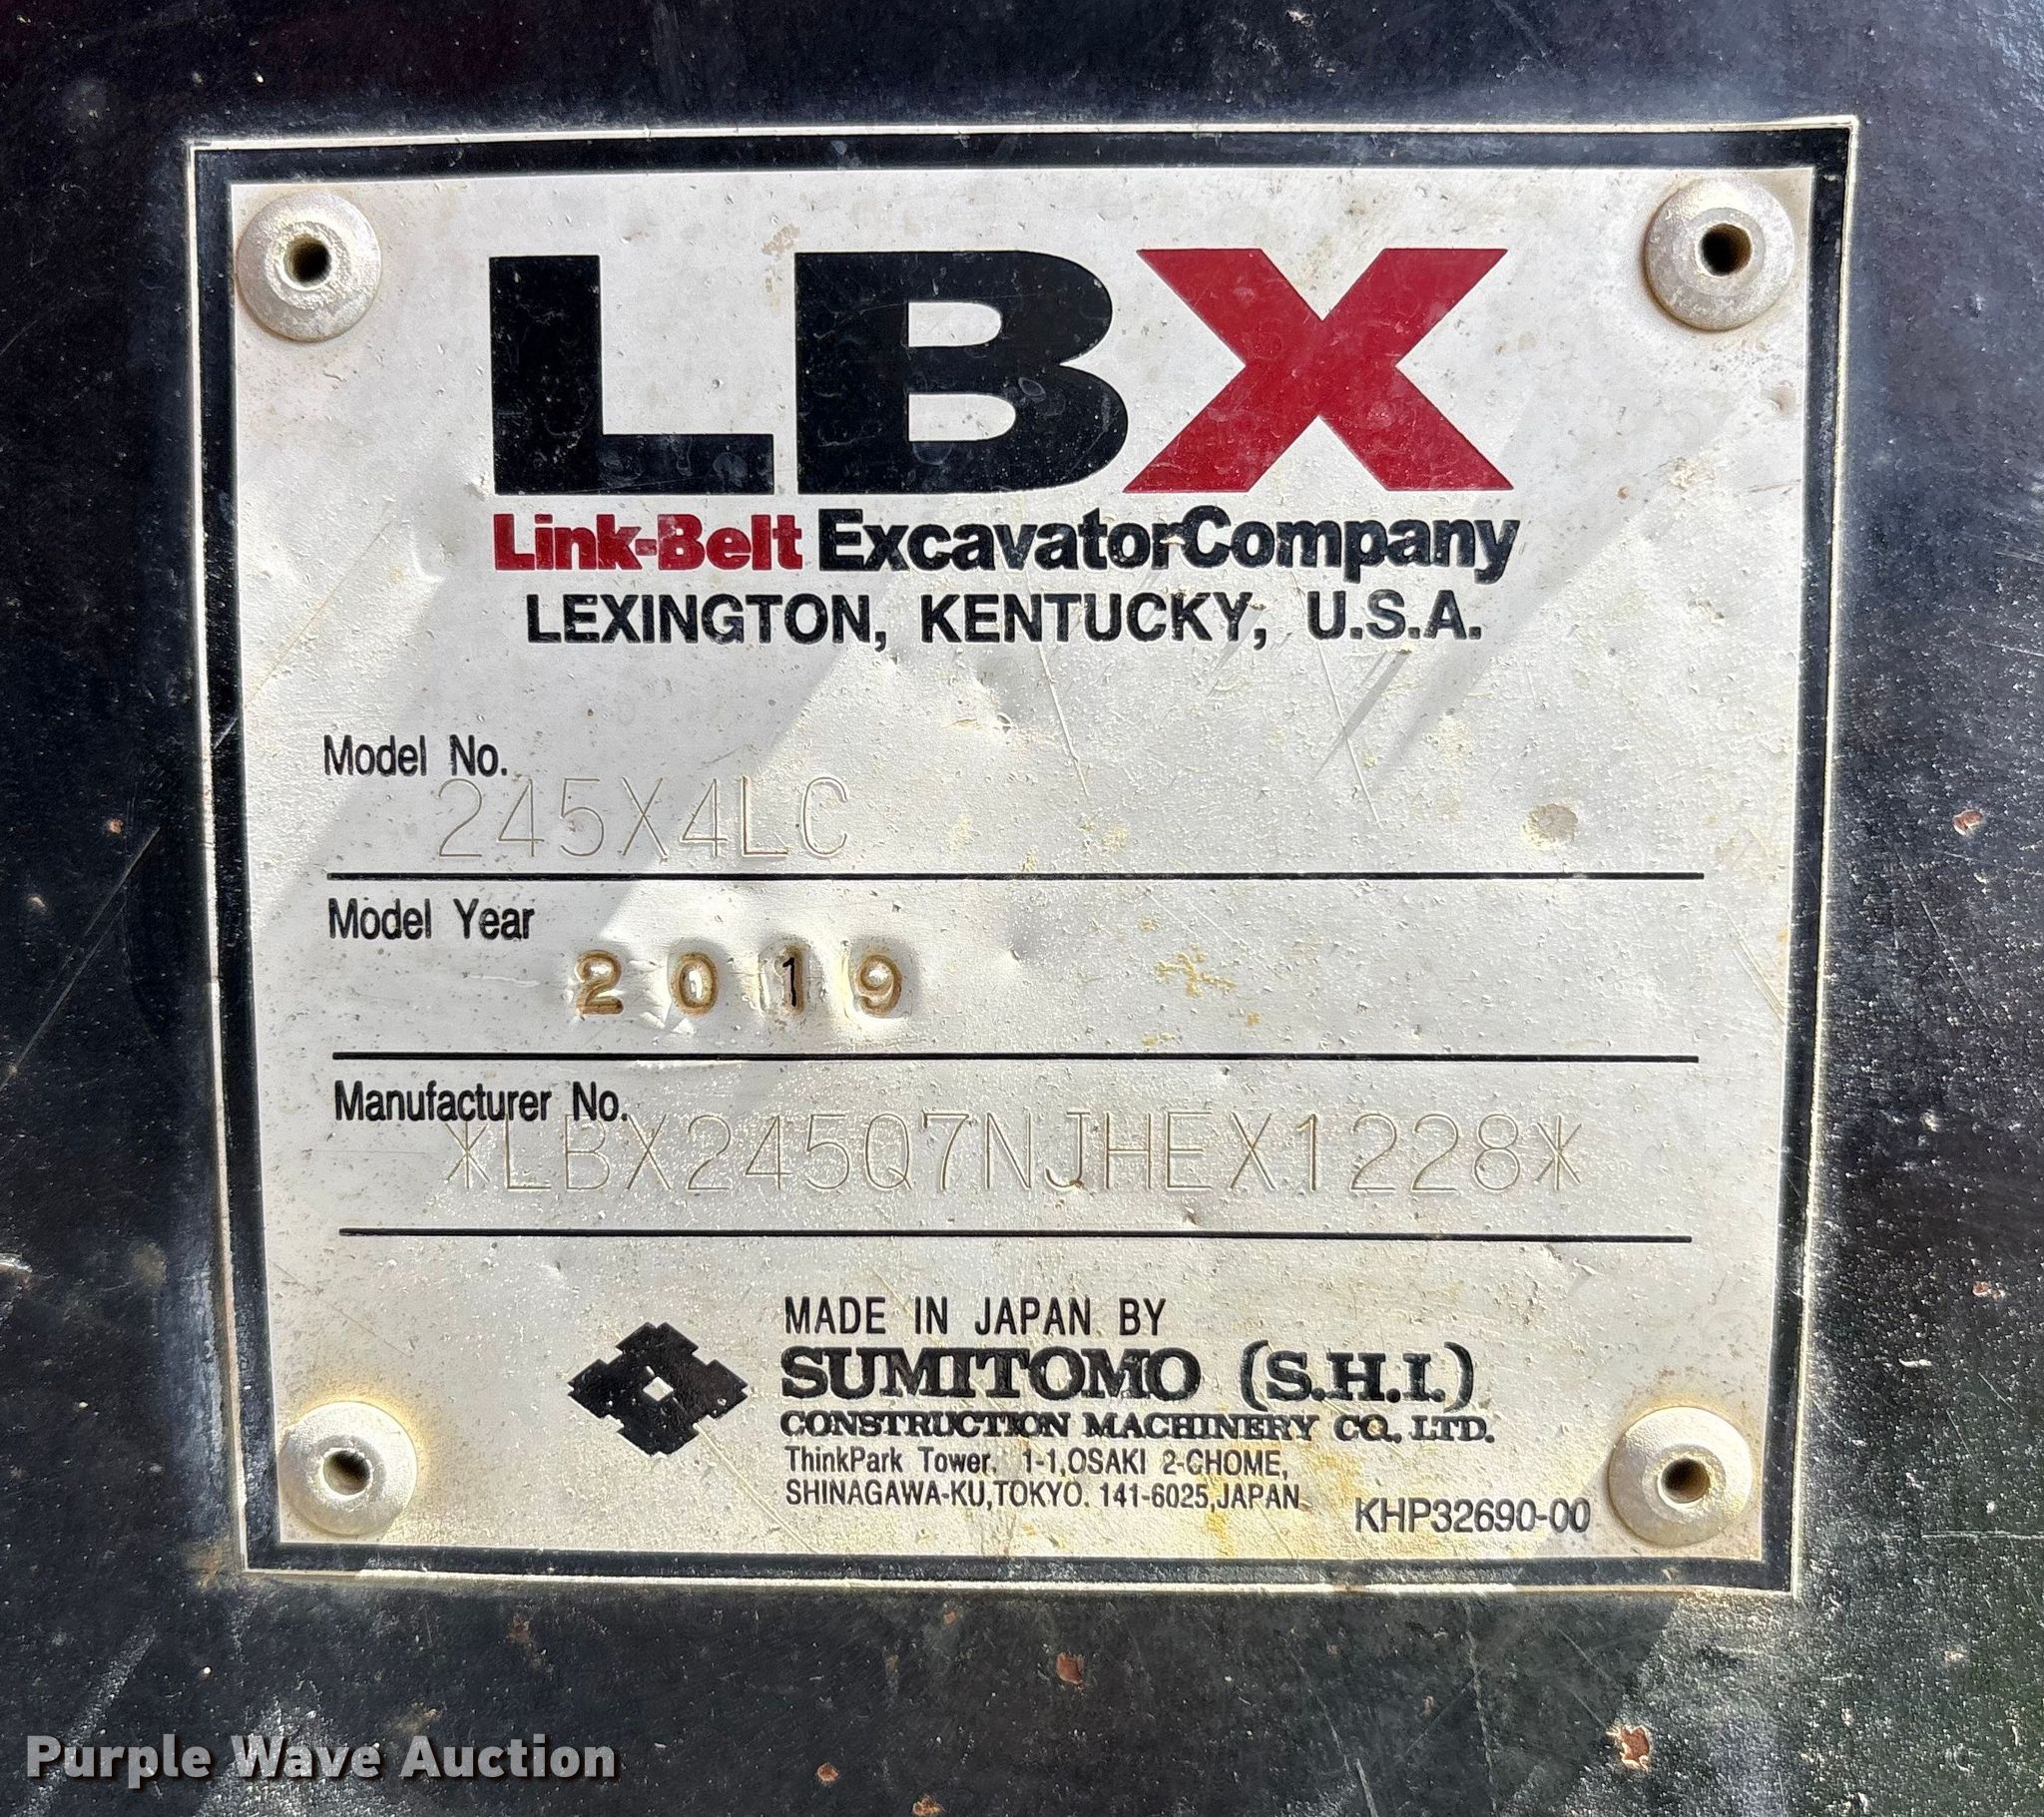 LBX
Link-Belt Excavator Company
LEXINGTON, KENTUCKY, U.S.A.
Model No.
245X4LC
Model Year
2019
Manufacturer No.
*LBX245Q7NJHEX1228*
MADE IN JAPAN BY
SUMITOMO (S.H.I.)
CONSTRUCTION MACHINERY CO., LTD.
ThinkPark Tower, 1-1,OSAKI 2-CHOME,
SHINAGAWA-KU,TOKYO. 141-6025,JAPAN.
KHP32690-00
Purple Wave Auction